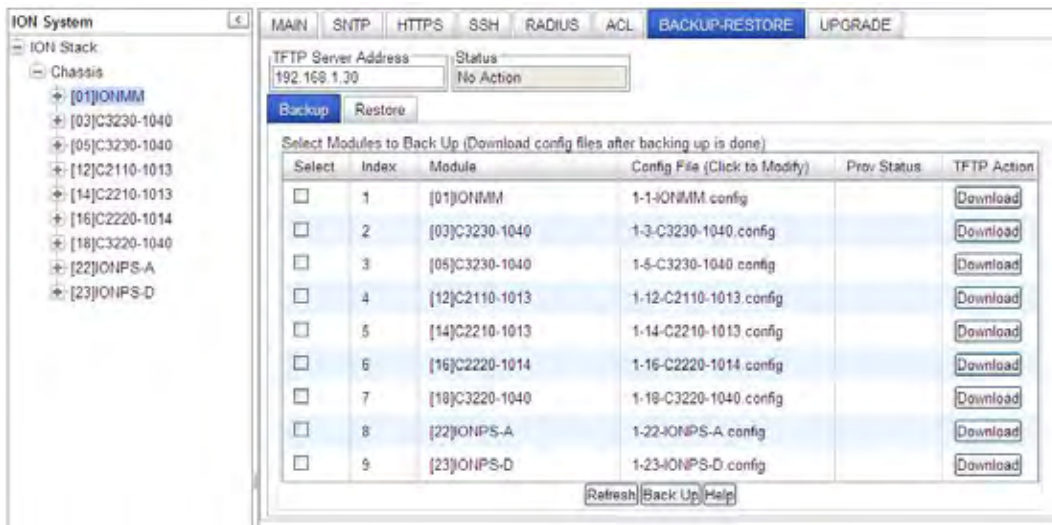 ION System
<
ION Stack
Chassis
[01]IONMM
[03]C3230-1040
[05]C3230-1040
[12]C2110-1013
[14]C2210-1013
[16]C2220-1014
[18]C3220-1040
[22]IONPS-A
[23]IONPS-D
MAIN SNTP HTTPS SSH RADIUS ACL BACKUP-RESTORE UPGRADE
TFTP Server Address Status
192.168.1.30 No Action
Backup Restore
Select Modules to Back Up (Download config files after backing up is done)
Select Index Module Config File (Click to Modify) Prov Status TFTP Action
1 [01]IONMM 1-1-IONMM.config Download
2 [03]C3230-1040 1-3-C3230-1040.config Download
3 [05]C3230-1040 1-5-C3230-1040.config Download
4 [12]C2110-1013 1-12-C2110-1013.config Download
5 [14]C2210-1013 1-14-C2210-1013.config Download
6 [16]C2220-1014 1-16-C2220-1014.config Download
7 [18]C3220-1040 1-18-C3220-1040.config Download
8 [22]IONPS-A 1-22-IONPS-A.config Download
9 [23]IONPS-D 1-23-IONPS-D.config Download
Refresh Back Up Help